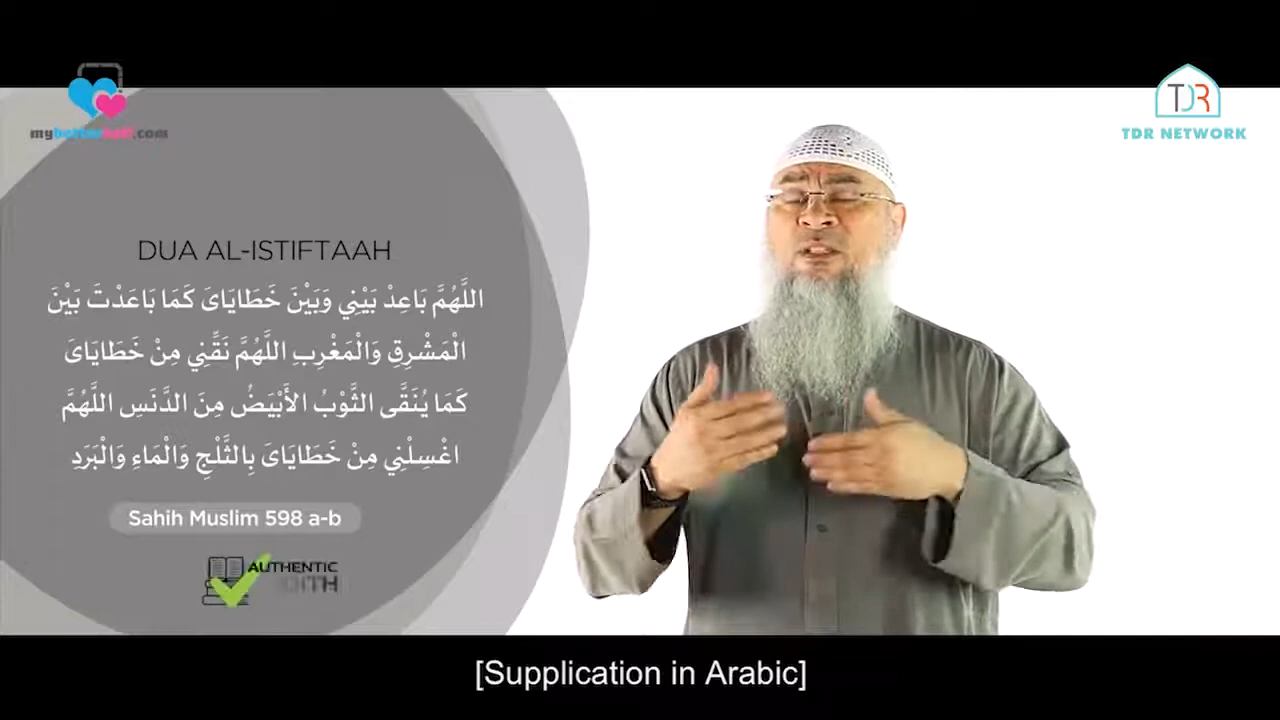 mybetterhalf.com
TDR
TDR NETWORK
DUA AL-ISTIFTAAH
اللَّهُمَّ بَاعِدْ بَيْنِي وَبَيْنَ خَطَايَاىَ كَمَا بَاعَدْتَ بَيْنَ
الْمَشْرِقِ وَالْمَغْرِبِ اللَّهُمَّ نَقِّنِي مِنْ خَطَايَاىَ
كَمَا يُنَقَّى الثَّوْبُ الأَبْيَضُ مِنَ الدَّنَسِ اللَّهُمَّ
اغْسِلْنِي مِنْ خَطَايَاىَ بِالثَّلْجِ وَالْمَاءِ وَالْبَرَدِ
Sahih Muslim 598 a-b
AUTHENTIC
[Supplication in Arabic]